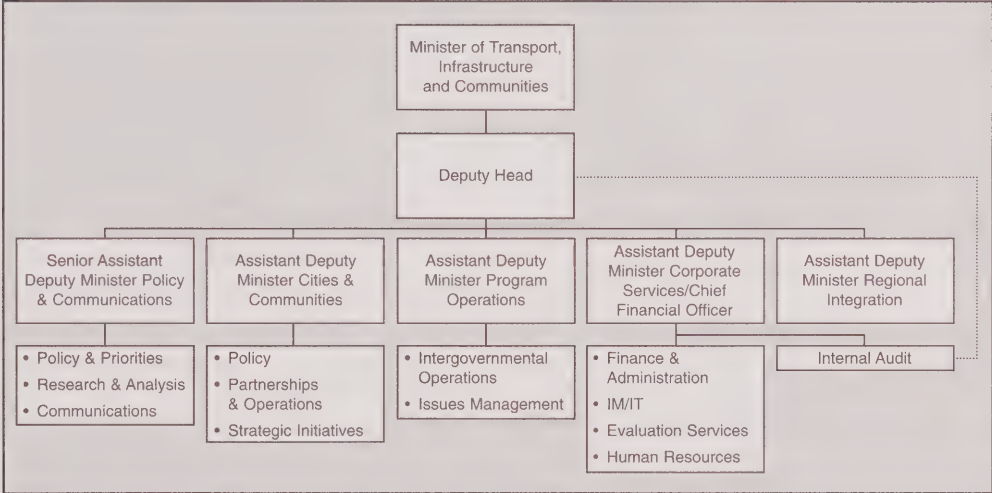 Minister of Transport,
Infrastructure
and Communities
Deputy Head
Senior Assistant
Deputy Minister Policy
& Communications
Assistant Deputy
Minister Cities &
Communities
Assistant Deputy
Minister Program
Operations
Assistant Deputy
Minister Corporate
Services/Chief
Financial Officer
Assistant Deputy
Minister Regional
Integration
• Policy & Priorities
• Research & Analysis
• Communications
• Policy
• Partnerships
& Operations
• Strategic Initiatives
• Intergovernmental
Operations
• Issues Management
• Finance &
Administration
• IM/IT
• Evaluation Services
• Human Resources
Internal Audit